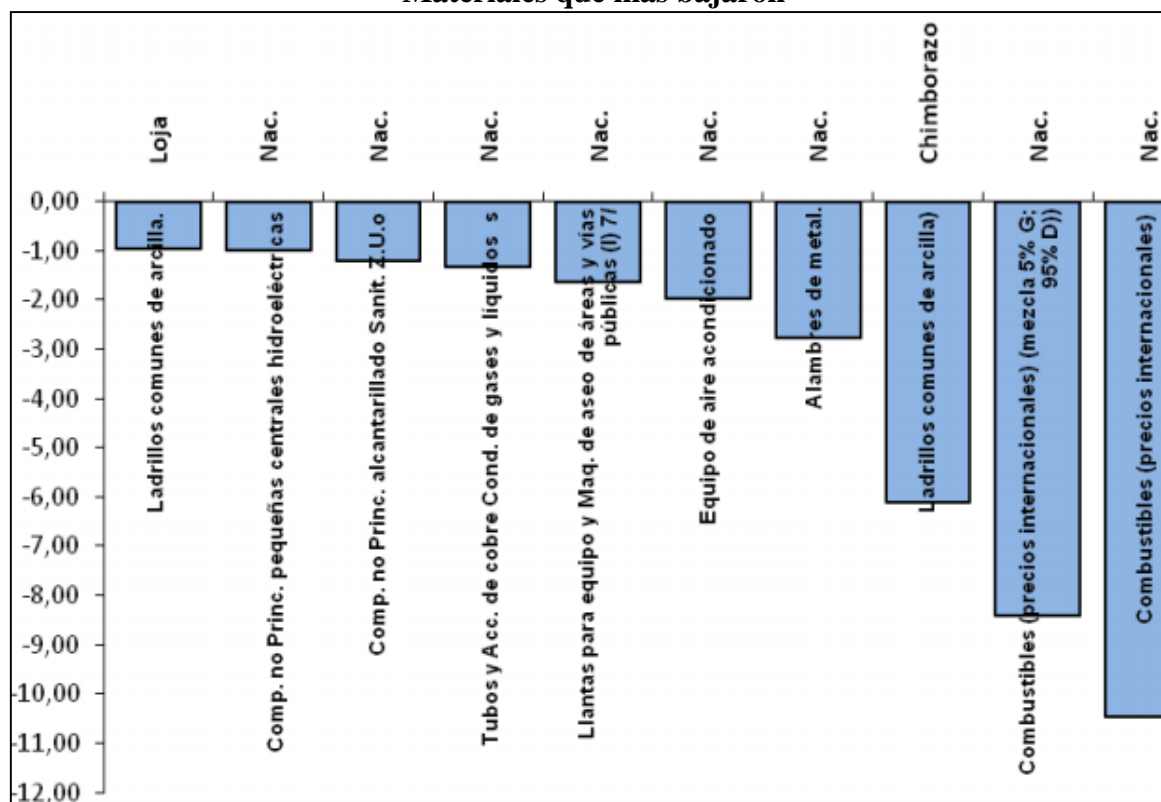 Materiales que más bajaron
Loja
Nac.
Nac.
Nac.
Nac.
Nac.
Nac.
Chimborazo
Nac.
Nac.
0,00
-1,00
-2,00
-3,00
-4,00
-5,00
-6,00
-7,00
-8,00
-9,00
-10,00
-11,00
-12,00
Ladrillos comunes de arcilla.
Comp. no Princ. pequeñas centrales hidroeléctricas
Comp. no Princ. alcantarillado Sanit. Z.U.o
Tubos y Acc. de cobre Cond. de gases y líquidos s
Llantas para equipo y Maq. de aseo de áreas y vías
públicas (I) 7/
Equipo de aire acondicionado
Alambres de metal.
Ladrillos comunes de arcilla)
Combustibles (precios internacionales) (mezcla 5% G;
95% D))
Combustibles (precios internacionales)